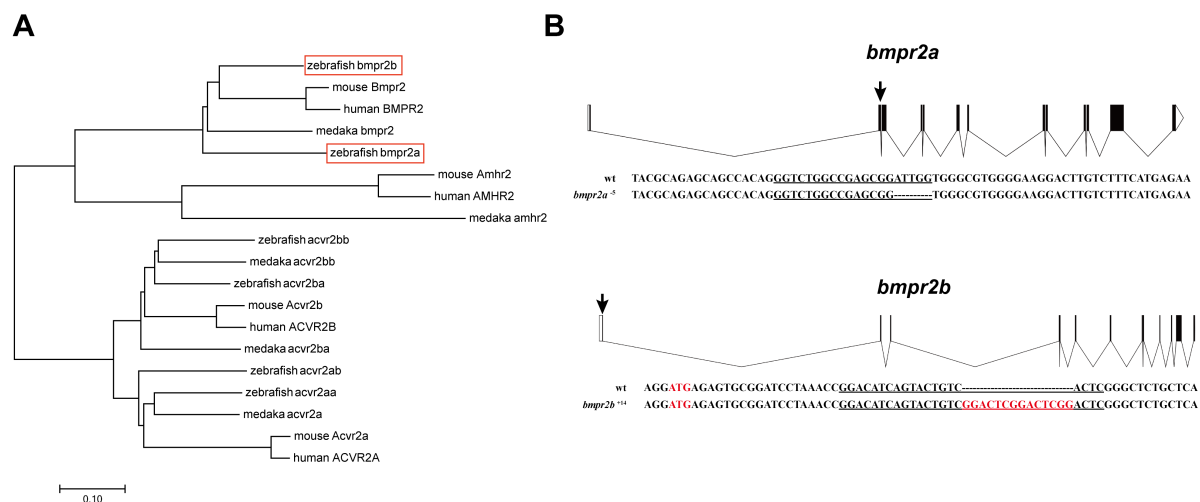 A
zebrafish bmpr2b
mouse Bmpr2
human BMPR2
medaka bmpr2
zebrafish bmpr2a
mouse Amhr2
human AMHR2
medaka amhr2
zebrafish acvr2bb
medaka acvr2bb
zebrafish acvr2ba
mouse Acvr2b
human ACVR2B
medaka acvr2ba
zebrafish acvr2ab
zebrafish acvr2aa
medaka acvr2a
mouse Acvr2a
human ACVR2A
0.10
B
bmpr2a
wt TACGCAGAGCAGCCACAGGGTCTGGCCGAGCGGATTGGTGGGCGTGGGGAAGGACTTGTCTTTCATGAGAA
bmpr2a -5 TACGCAGAGCAGCCACAGGGTCTGGCCGAGCGG----------TGGGCGTGGGGAAGGACTTGTCTTTCATGAGAA
bmpr2b
wt AGGATGAGAGTGCGGATCCTAAACCGGACATCAGTACTGTC------------------------------ACTCGGGCTCTGCTCA
bmpr2b +14 AGGATGAGAGTGCGGATCCTAAACCGGACATCAGTACTGTCGGACTCGGACTCGGACTCGGGCTCTGCTCA